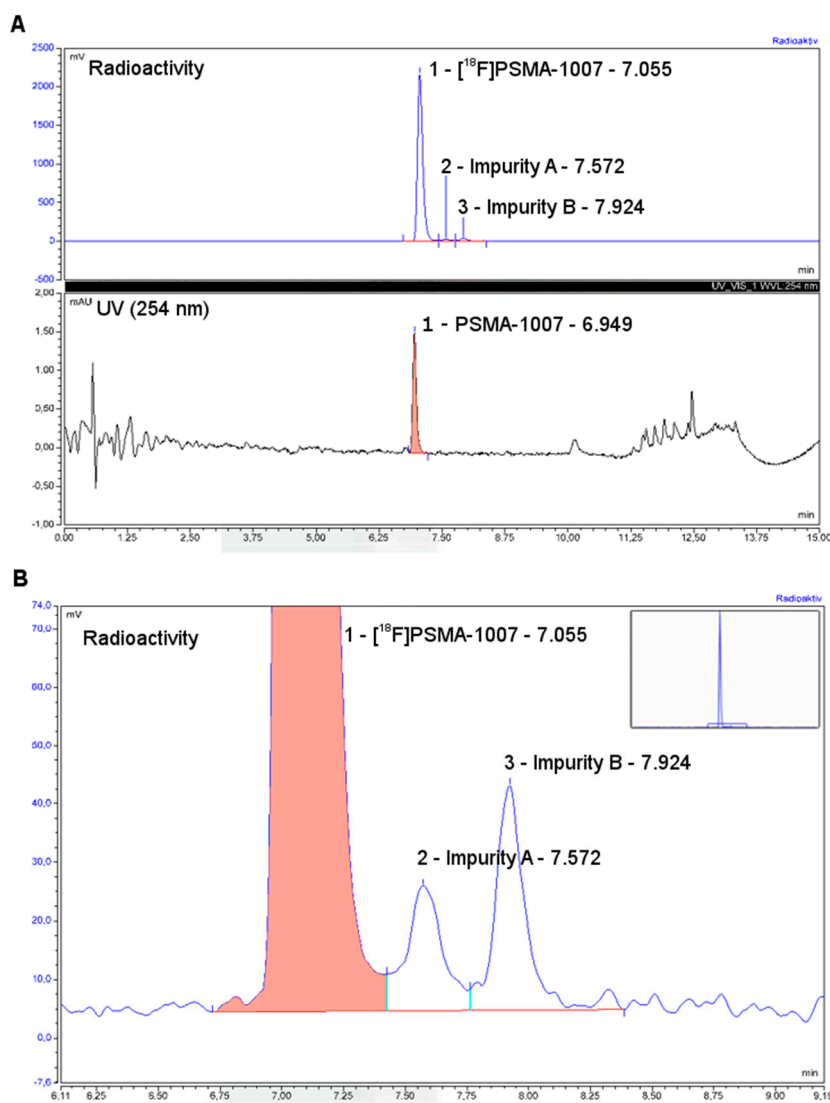 A
Radioaktiv
mV
Radioactivity
1 - [¹⁸F]PSMA-1007 - 7.055
2 - Impurity A - 7.572
3 - Impurity B - 7.924
2500
2000
1500
1000
500
0
-500
min
UV_VIS_1 WVL:254 nm
mAU
UV (254 nm)
1 - PSMA-1007 - 6.949
2,00
1,50
1,00
0,50
0,00
-0,50
-1,00
min
0,00 1,25 2,50 3,75 5,00 6,25 7,50 8,75 10,00 11,25 12,50 15,00
B
Radioaktiv
mV
Radioactivity
1 - [¹⁸F]PSMA-1007 - 7.055
3 - Impurity B - 7.924
2 - Impurity A - 7.572
74,0
70,0
60,0
50,0
40,0
30,0
20,0
10,0
0,0
-7,6
min
6,11 6,25 6,50 6,75 7,00 7,25 7,50 7,75 8,00 8,25 8,50 8,75 9,00 9,19